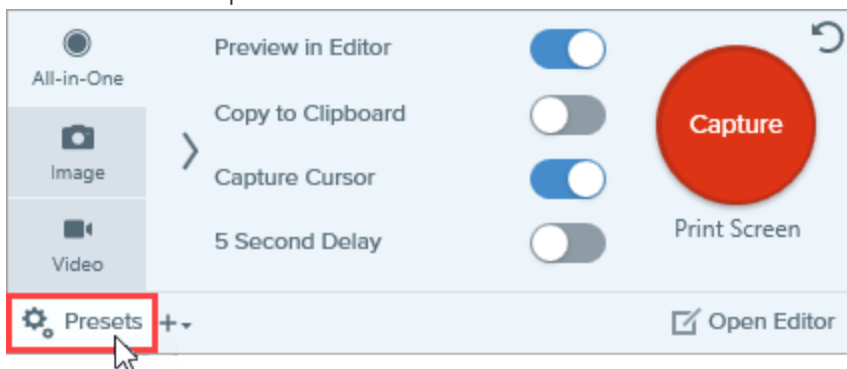 All-in-One
Image
Video
Preview in Editor
Copy to Clipboard
Capture Cursor
5 Second Delay
Capture
Print Screen
Presets
Open Editor